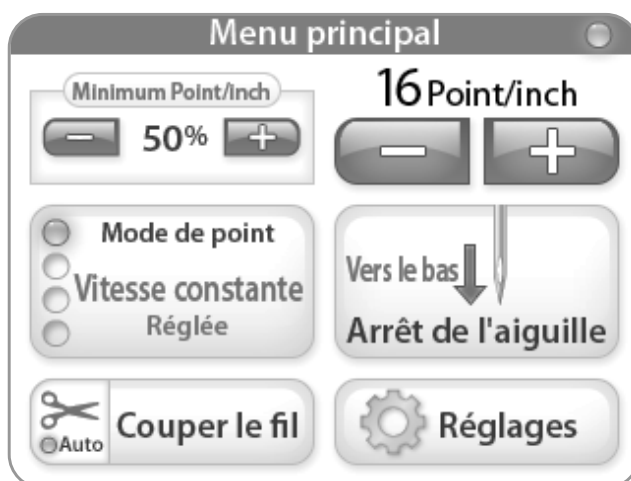 Menu principal
Minimum Point/Inch
50%
16 Point/inch
Mode de point
Vitesse constante
Réglée
Vers le bas
Arrêt de l'aiguille
Auto
Couper le fil
Réglages